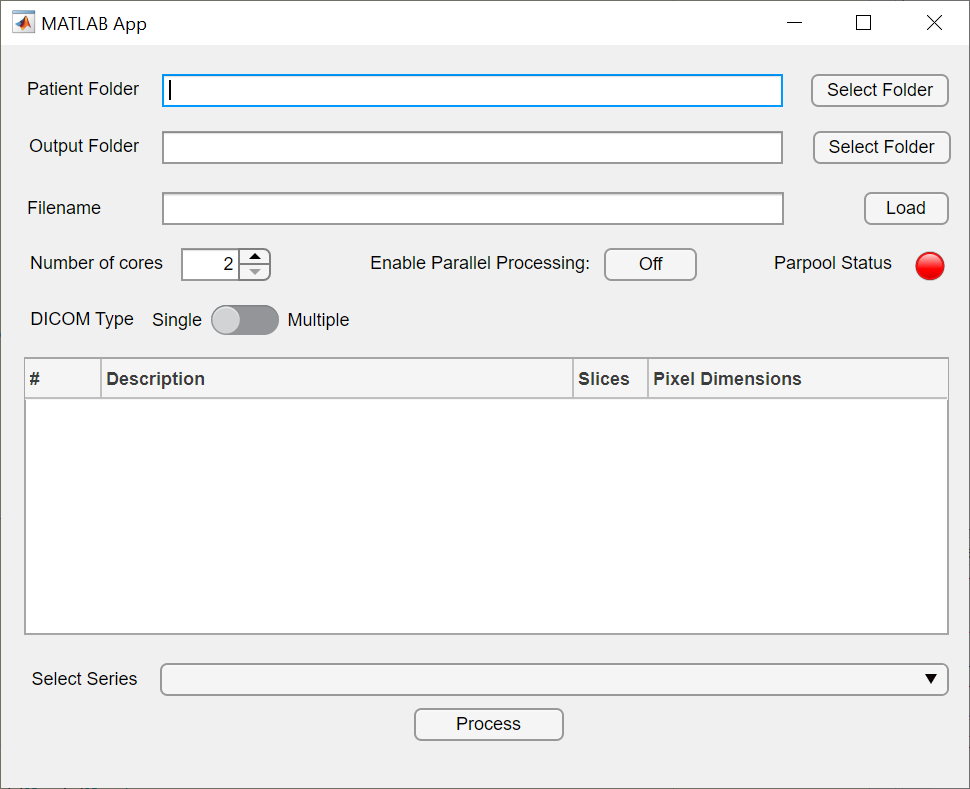 MATLAB App
Patient Folder Select Folder
Output Folder Select Folder
Filename Load
Number of cores 2 Enable Parallel Processing: Off Parpool Status
DICOM Type Single Multiple
# Description Slices Pixel Dimensions
Select Series
Process